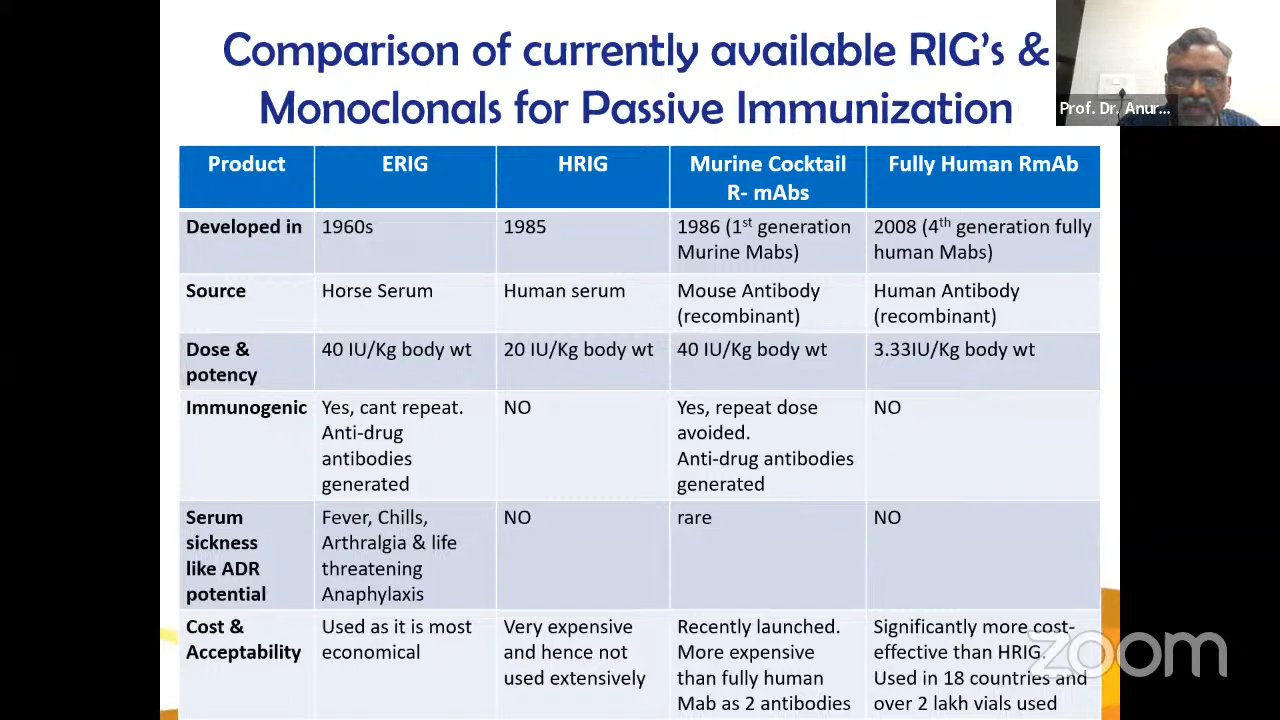 Comparison of currently available RIG's &
Monoclonals for Passive Immunization
Prof. Dr. Anur...
Product
ERIG
HRIG
Murine Cocktail
R- mAbs
Fully Human RmAb
Developed in
1960s
1985
1986 (1st generation
Murine Mabs)
2008 (4th generation fully
human Mabs)
Source
Horse Serum
Human serum
Mouse Antibody
(recombinant)
Human Antibody
(recombinant)
Dose &
potency
40 IU/Kg body wt
20 IU/Kg body wt
40 IU/Kg body wt
3.33IU/Kg body wt
Immunogenic
Yes, cant repeat.
Anti-drug
antibodies
generated
NO
Yes, repeat dose
avoided.
Anti-drug antibodies
generated
NO
Serum
sickness
like ADR
potential
Fever, Chills,
Arthralgia & life
threatening
Anaphylaxis
NO
rare
NO
Cost &
Acceptability
Used as it is most
economical
Very expensive
and hence not
used extensively
Recently launched.
More expensive
than fully human
Mab as 2 antibodies
Significantly more cost-
effective than HRIG.
Used in 18 countries and
over 2 lakh vials used
zoom